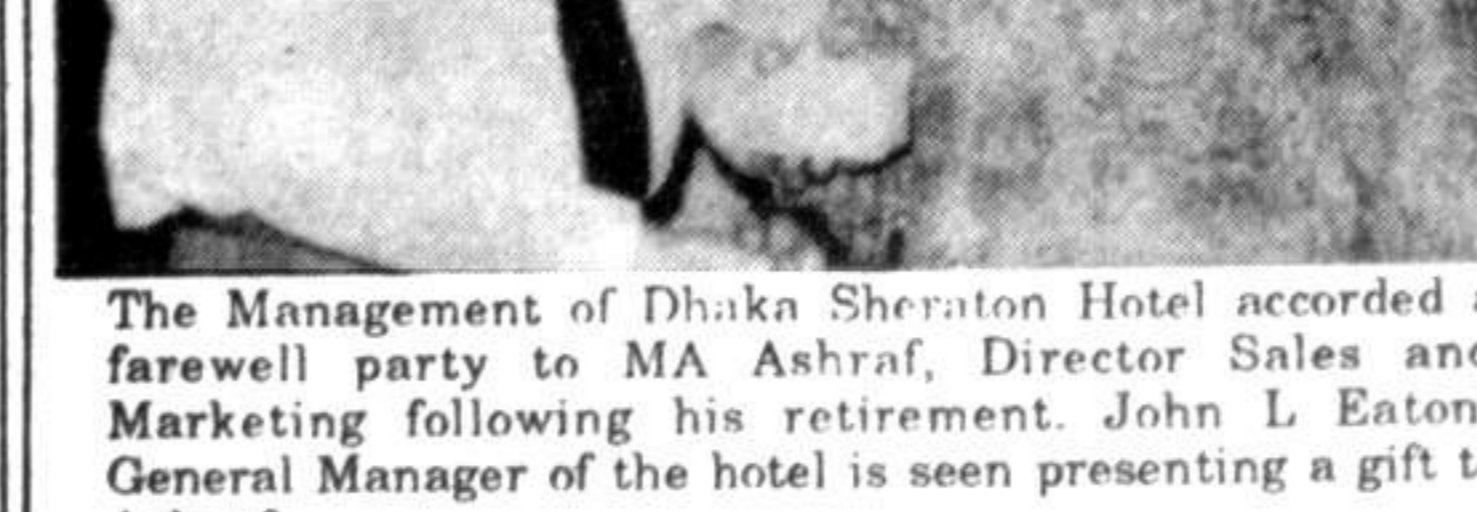 The Management of Dhaka Sheraton Hotel accorded
farewell party to MA Ashraf, Director Sales
Marketing following his retirement. John L Eaton
General Manager of the hotel is seen presenting a gift